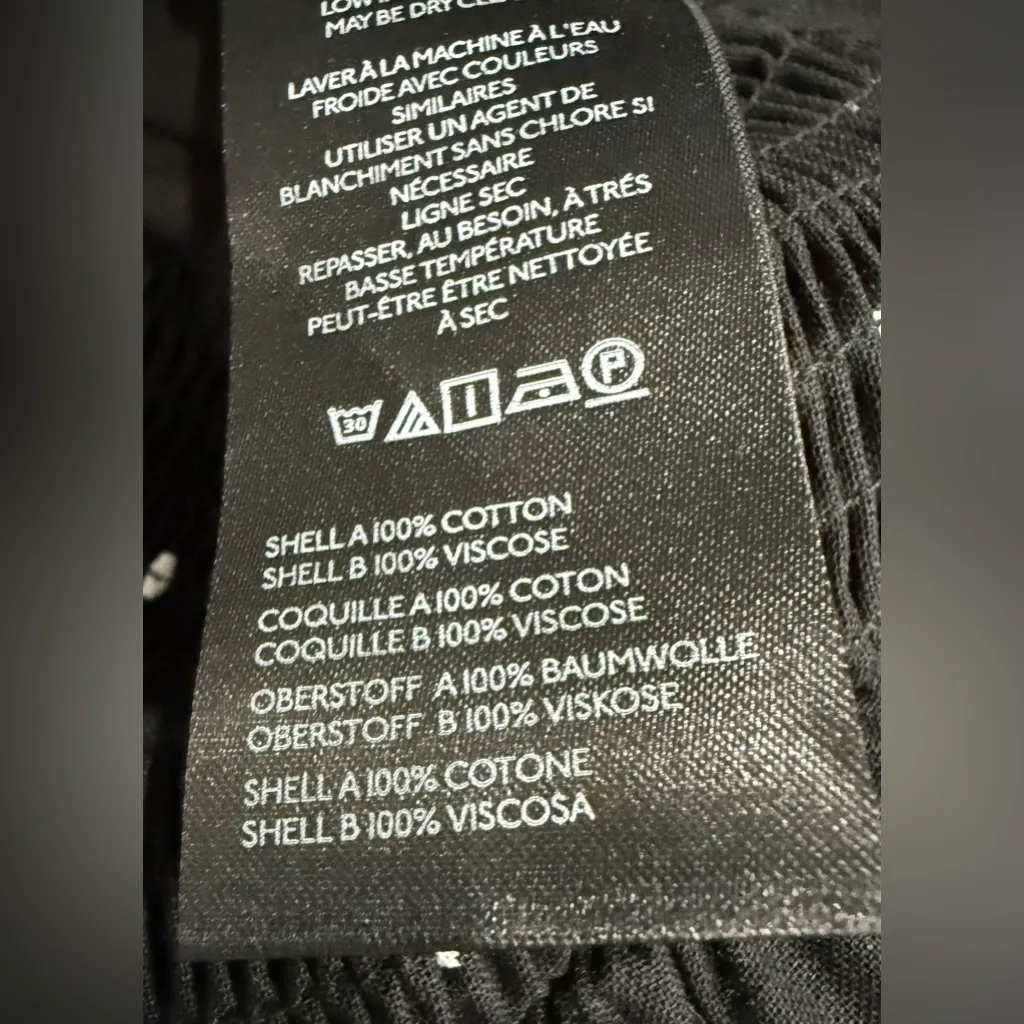 MAY BE DRY
LAVER À LA MACHINE À L'EAU
FROIDE AVEC COULEURS
SIMILAIRES
UTILISER UN AGENT DE
BLANCHIMENT SANS CHLORE SI
NÉCESSAIRE
LIGNE SEC
REPASSER, AU BESOIN, À TRÉS
BASSE TEMPÉRATURE
PEUT-ÊTRE ÊTRE NETTOYÉE
À SEC
30 P
SHELL A 100% COTTON
SHELL B 100% VISCOSE
COQUILLE A 100% COTON
COQUILLE B 100% VISCOSE
OBERSTOFF A 100% BAUMWOLLE
OBERSTOFF B 100% VISKOSE
SHELL A 100% COTONE
SHELL B 100% VISCOSA